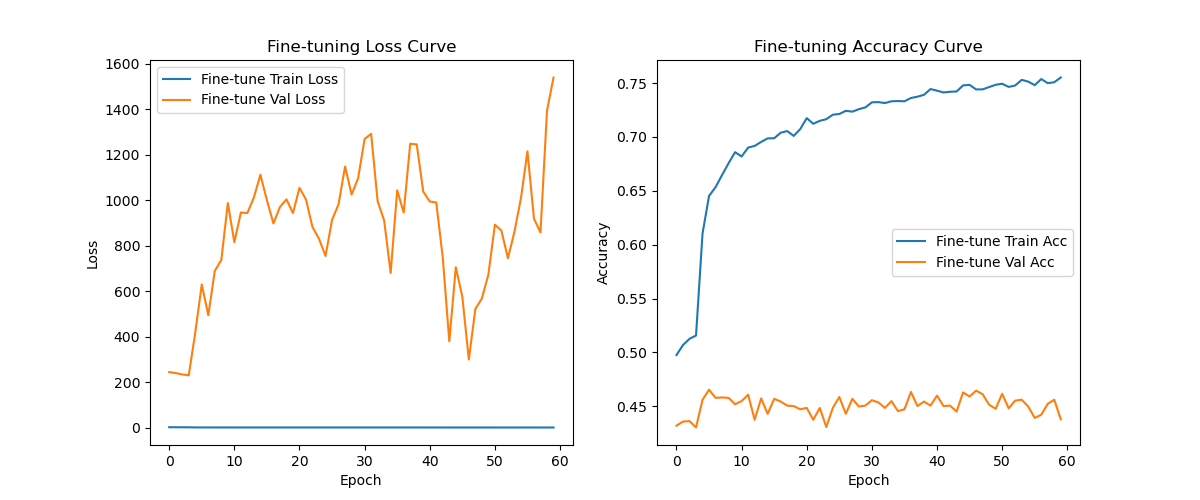 Fine-tuning Loss Curve
Fine-tune Train Loss
Fine-tune Val Loss
Loss
1600
1400
1200
1000
800
600
400
200
0
0 10 20 30 40 50 60
Epoch
Fine-tuning Accuracy Curve
Fine-tune Train Acc
Fine-tune Val Acc
Accuracy
0.75
0.70
0.65
0.60
0.55
0.50
0.45
0 10 20 30 40 50 60
Epoch